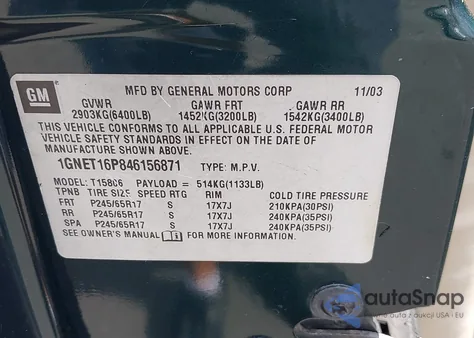 GM
MFD BY GENERAL MOTORS CORP 11/03
GVWR GAWR FRT GAWR RR
2903KG(6400LB) 1452KG(3200LB) 1542KG(3400LB)
THIS VEHICLE CONFORMS TO ALL APPLICABLE U.S. FEDERAL MOTOR
VEHICLE SAFETY STANDARDS IN EFFECT ON THE DATE OF
MANUFACTURE SHOWN ABOVE.
1GNET16P846156871 TYPE: M.P.V.
MODEL: T15806 PAYLOAD = 514KG(1133LB)
TPNB TIRE SIZE SPEED RTG RIM COLD TIRE PRESSURE
FRT P245/65R17 S 17X7J 210KPA(30PSI)
RR P245/65R17 S 17X7J 240KPA(35PSI)
SPA P245/65R17 S 17X7J 240KPA(35PSI)
SEE OWNER'S MANUAL FOR MORE INFORMATION.
autoSnap
aukcji USA - EU